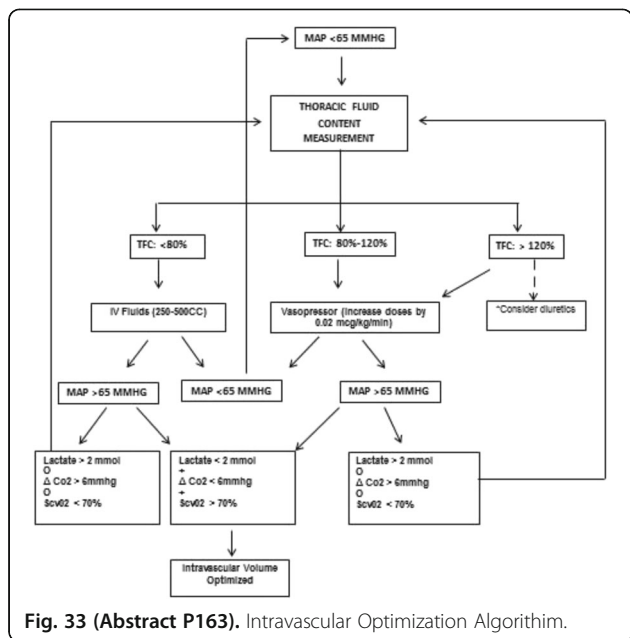 MAP <65 MMHG
THORACIC FLUID
CONTENT
MEASUREMENT
TFC: <80%
TFC: 80%-120%
TFC: > 120%
IV Fluids (250-500CC)
Vasopressor (Increase doses by
0.02 mcg/kg/min)
*Consider diuretics
MAP >65 MMHG
MAP <65 MMHG
MAP >65 MMHG
Lactate > 2 mmol
O
Δ Co2 > 6mmhg
O
Scv02 < 70%
Lactate < 2 mmol
+
Δ Co2 < 6mmhg
+
Scv02 > 70%
Lactate > 2 mmol
O
Δ Co2 > 6mmhg
O
Scv02 < 70%
Intravascular Volume
Optimized
Fig. 33 (Abstract P163). Intravascular Optimization Algorithim.